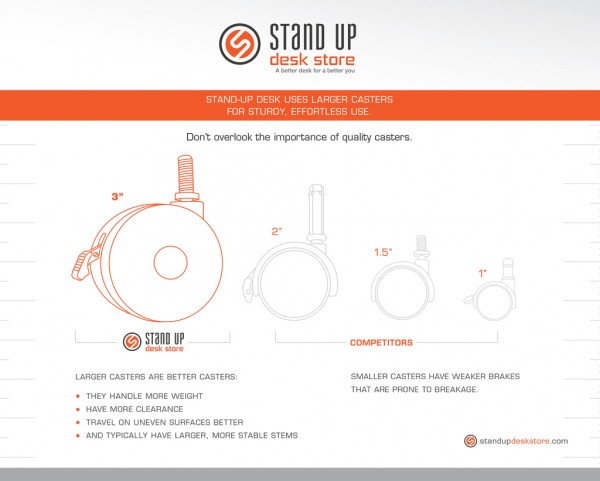 STAND UP
desk store
A better desk for a better you
STAND-UP DESK USES LARGER CASTERS
FOR STURDY, EFFORTLESS USE.
Don't overlook the importance of quality casters.
3"
2"
1.5"
1"
STAND UP
desk store
COMPETITORS
LARGER CASTERS ARE BETTER CASTERS:
• THEY HANDLE MORE WEIGHT
• HAVE MORE CLEARANCE
• TRAVEL ON UNEVEN SURFACES BETTER
• AND TYPICALLY HAVE LARGER, MORE STABLE STEMS
SMALLER CASTERS HAVE WEAKER BRAKES
THAT ARE PRONE TO BREAKAGE.
standupdeskstore.com